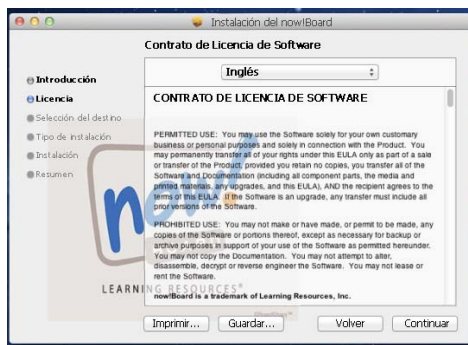 Instalación del now!Board
Contrato de Licencia de Software
Introducción
Licencia
Selección del destino
Tipo de instalación
Instalación
Resumen
Inglés
CONTRATO DE LICENCIA DE SOFTWARE
PERMITTED USE: You may use the Software solely for your own customary
business or personal purposes and solely in connection with the Product. You
may permanently transfer all of your rights under this EULA only as part of a sale
or transfer of the Product, provided you retain no copies, you transfer all of the
Software and Documentation (including all component parts, the media and
printed materials, any upgrades, and this EULA), AND the recipient agrees to the
terms of this EULA. If the Software is an upgrade, any transfer must include all
prior versions of the Software.
PROHIBITED USE: You may not make or have made, or permit to be made, any
copies of the Software or portions thereof, except as necessary for backup or
archive purposes in support of your use of the Software as permitted hereunder.
You may not copy the Documentation. You may not attempt to alter,
disassemble, decrypt or reverse engineer the Software. You may not lease or
rent the Software.
now!Board is a trademark of Learning Resources, Inc.
now!
LEARNING RESOURCES®
Imprimir...
Guardar...
Volver
Continuar